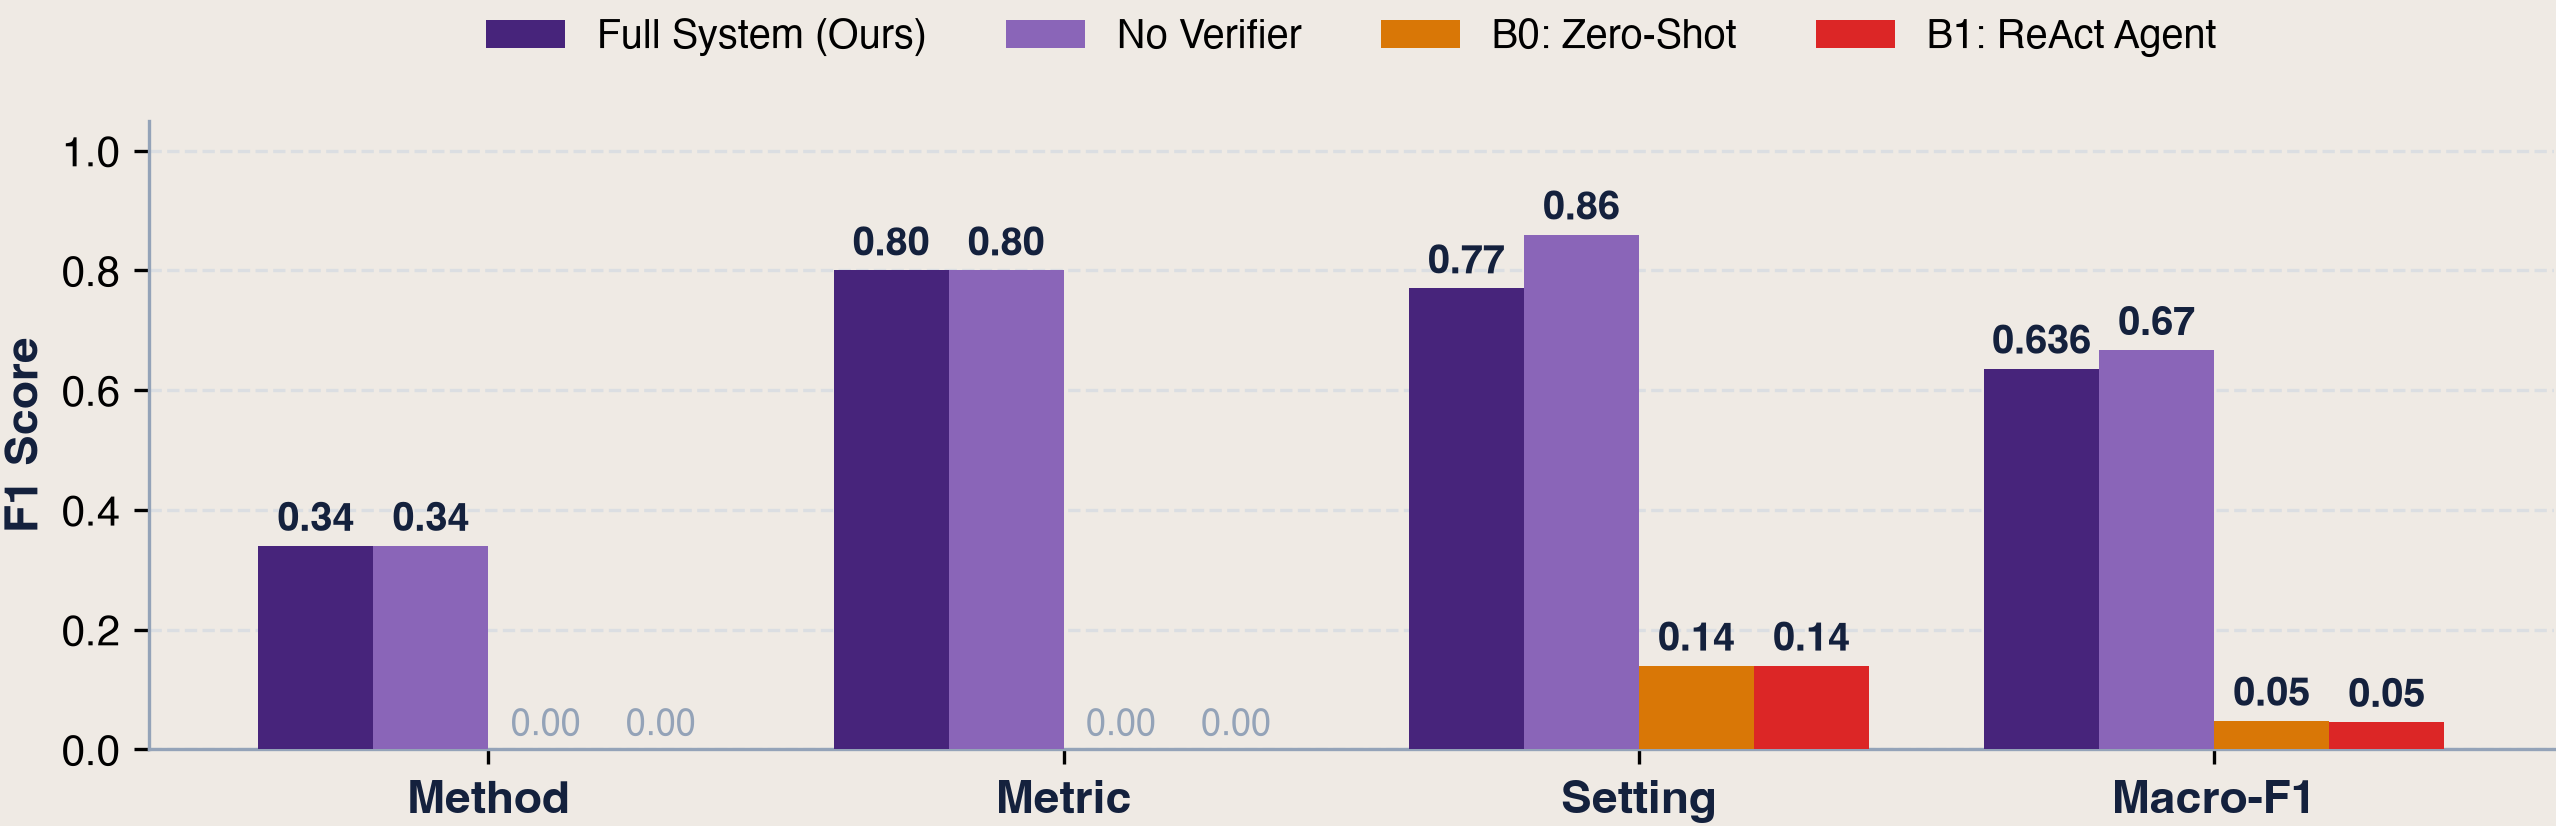 Full System (Ours) No Verifier B0: Zero-Shot B1: ReAct Agent
F1 Score
1.0
0.8
0.6
0.4
0.2
0.0
0.34 0.34 0.00 0.00
0.80 0.80 0.00 0.00
0.77 0.86 0.14 0.14
0.636 0.67 0.05 0.05
Method Metric Setting Macro-F1